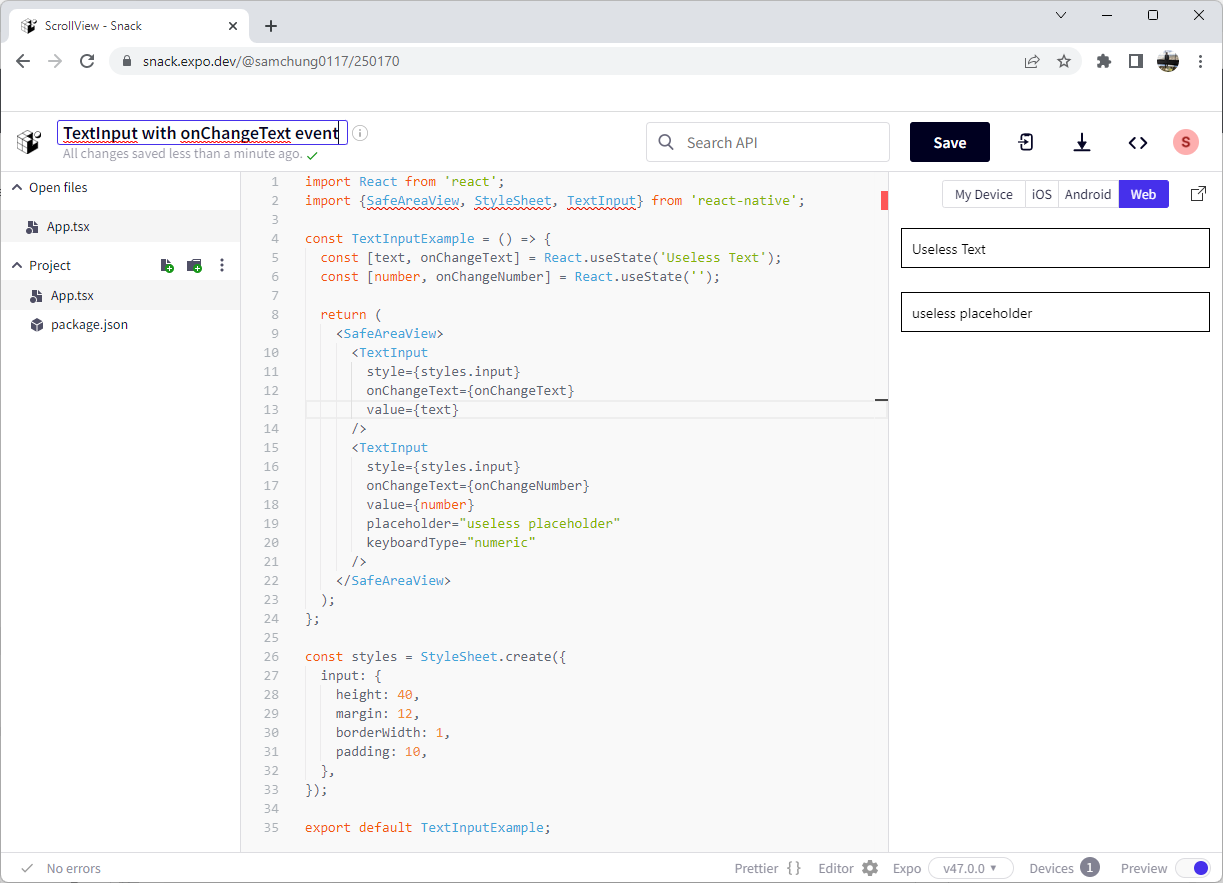 ScrollView - Snack
snack.expo.dev/@samchung0117/250170
TextInput with onChangeText event
All changes saved less than a minute ago.
Search API
Save
S
Open files
App.tsx
Project
App.tsx
package.json
1 import React from 'react';
2 import {SafeAreaView, StyleSheet, TextInput} from 'react-native';
3
4 const TextInputExample = () => {
5 const [text, onChangeText] = React.useState('Useless Text');
6 const [number, onChangeNumber] = React.useState('');
7
8 return (
9 <SafeAreaView>
10 <TextInput
11 style={styles.input}
12 onChangeText={onChangeText}
13 value={text}
14 />
15 <TextInput
16 style={styles.input}
17 onChangeText={onChangeNumber}
18 value={number}
19 placeholder="useless placeholder"
20 keyboardType="numeric"
21 />
22 </SafeAreaView>
23 );
24 };
25
26 const styles = StyleSheet.create({
27 input: {
28 height: 40,
29 margin: 12,
30 borderWidth: 1,
31 padding: 10,
32 },
33 });
34
35 export default TextInputExample;
My Device iOS Android Web
Useless Text
useless placeholder
No errors
Prettier {} Editor Expo v47.0.0 Devices 1 Preview